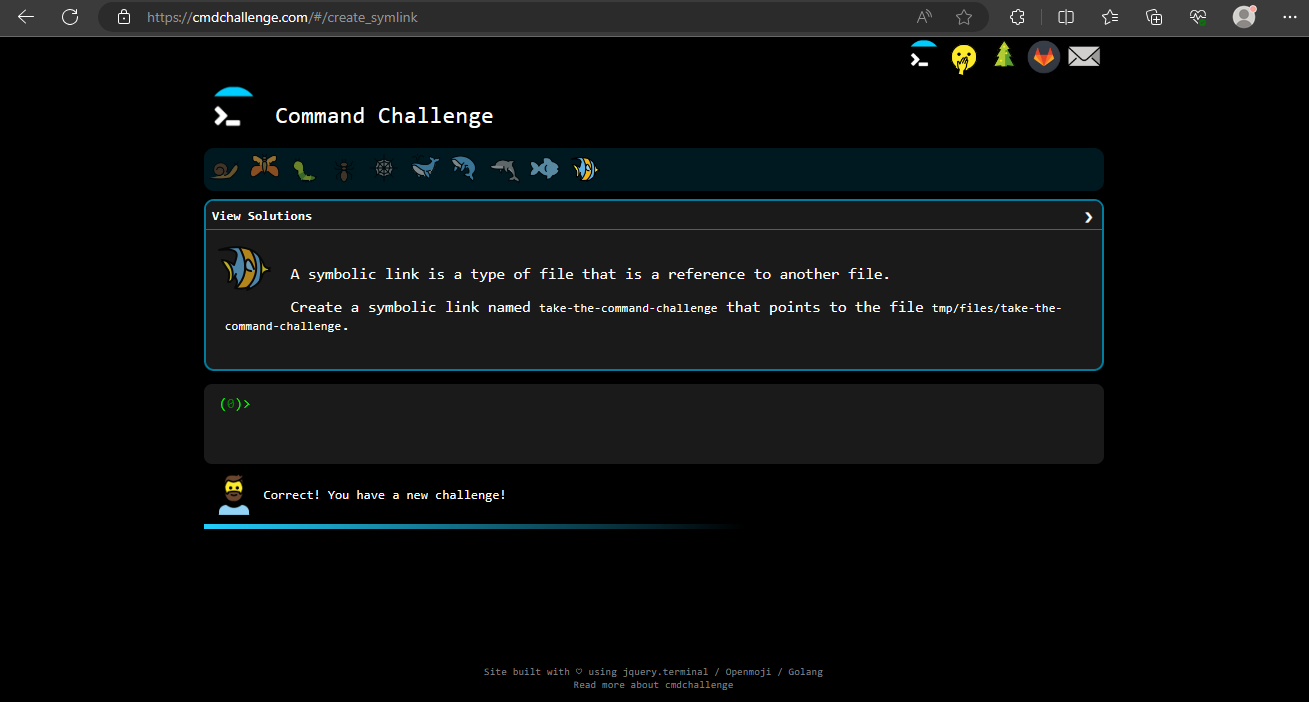 https://cmdchallenge.com/#/create_symlink
Command Challenge
View Solutions
A symbolic link is a type of file that is a reference to another file.
Create a symbolic link named take-the-command-challenge that points to the file tmp/files/take-the-
command-challenge.
(0)>
Correct! You have a new challenge!
Site built with ♡ using jquery.terminal / Openmoji / Golang
Read more about cmdchallenge